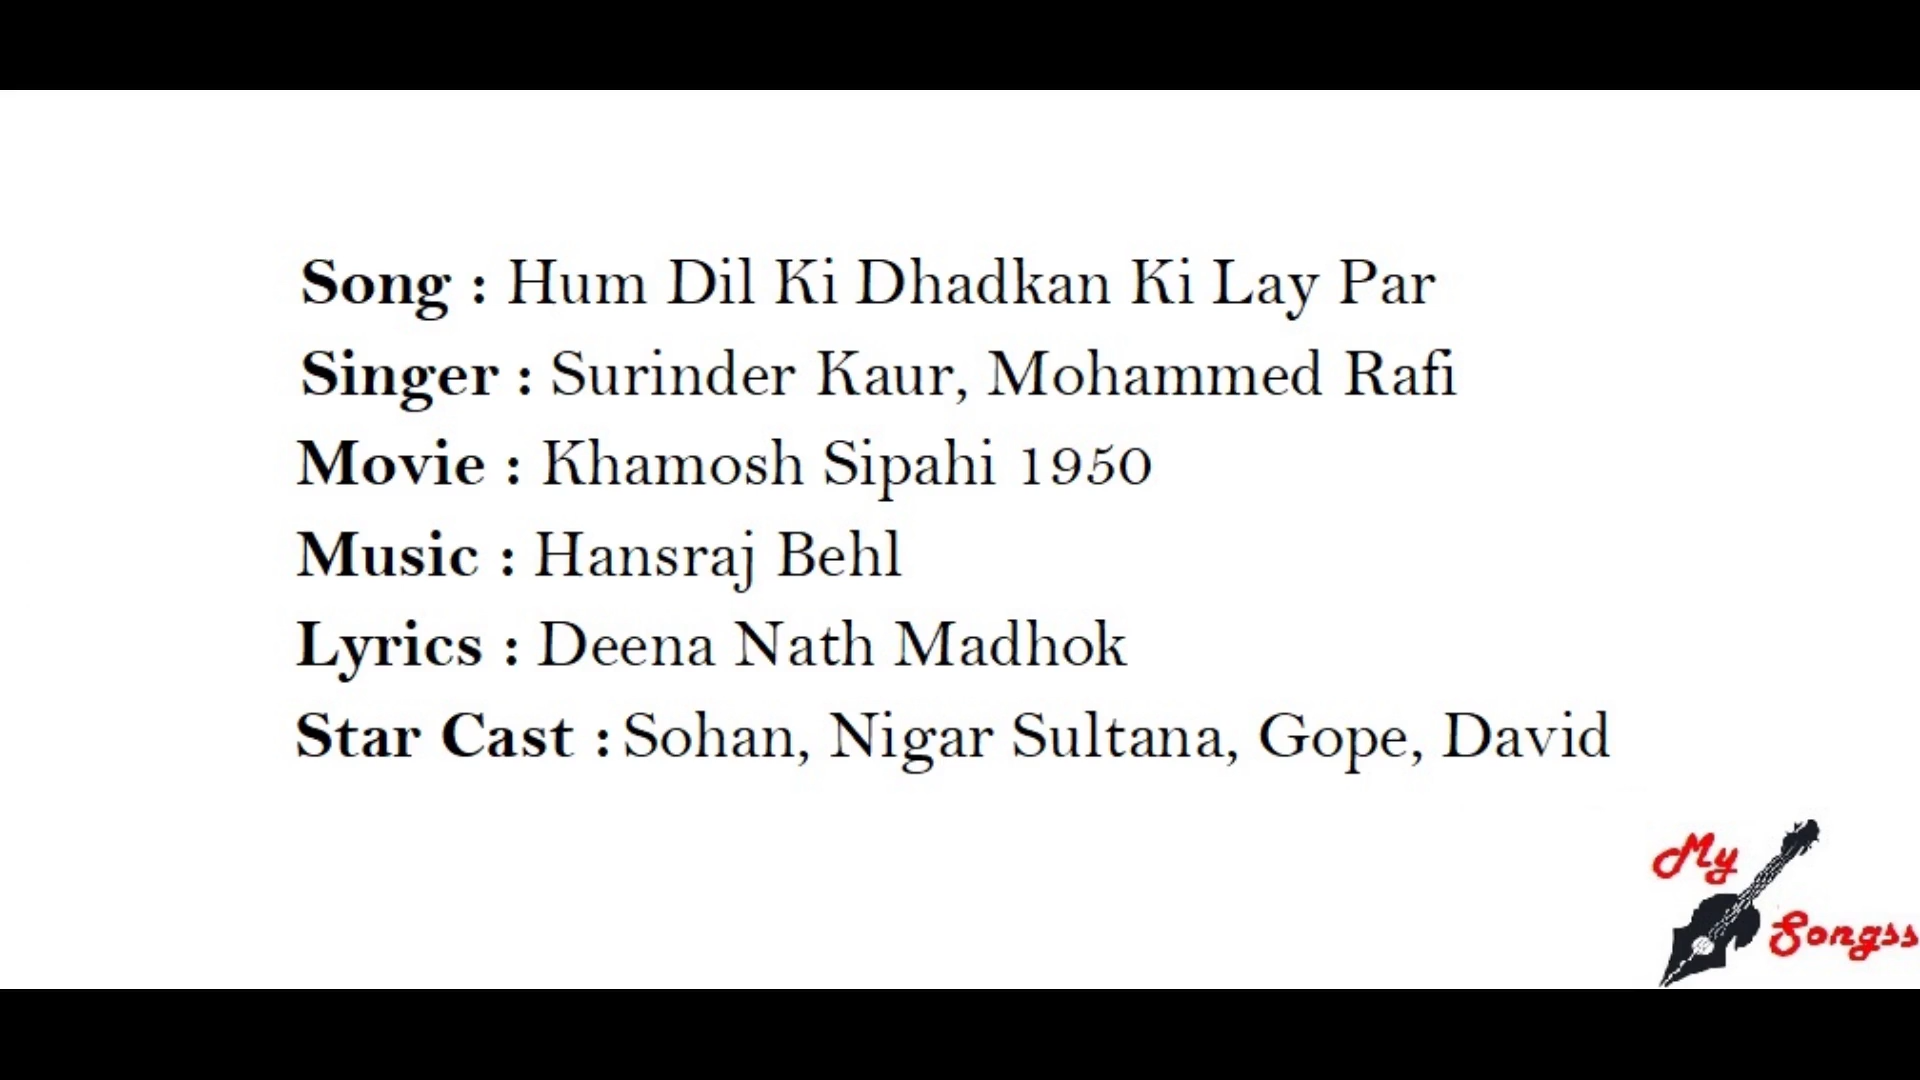 Song : Hum Dil Ki Dhadkan Ki Lay Par
Singer : Surinder Kaur, Mohammed Rafi
Movie : Khamosh Sipahi 1950
Music : Hansraj Behl
Lyrics : Deena Nath Madhok
Star Cast : Sohan, Nigar Sultana, Gope, David
My
Songss